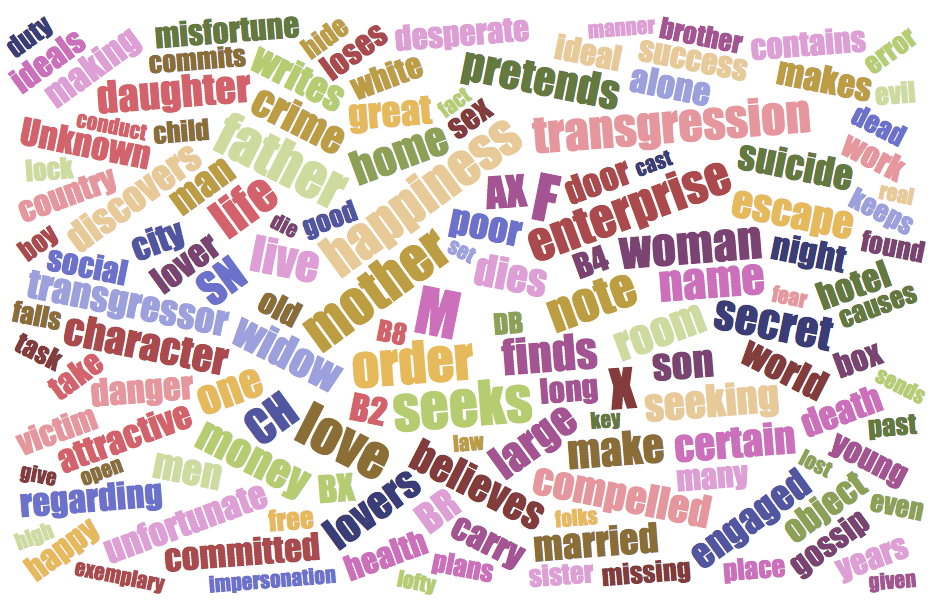 duty
ideals
making
misfortune
commits
hide
loses
desperate
manner
brother
ideal
success
contains
error
daughter
writes
white
pretends
alone
makes
evil
Unknown
conduct
child
crime
great
fact
sex
transgression
dead
lock
father
home
work
country
discovers
man
life
happiness
AX
F
door
cast
suicide
real
boy
city
die
good
poor
enterprise
escape
keeps
social
lover
SN
live
set
dies
B4
woman
night
found
transgressor
old
mother
note
name
fear
hotel
causes
falls
character
widow
B8
M
DB
room
secret
task
take
order
finds
son
world
box
danger
one
CH
love
B2
seeks
long
X
seeking
death
sends
victim
attractive
men
money
law
large
key
make
certain
past
give
open
BX
believes
many
lost
young
regarding
unfortunate
free
lovers
BR
compelled
engaged
object
even
high
happy
committed
health
carry
folks
married
gossip
years
exemplary
impersonation
lofty
plans
sister
missing
place
given